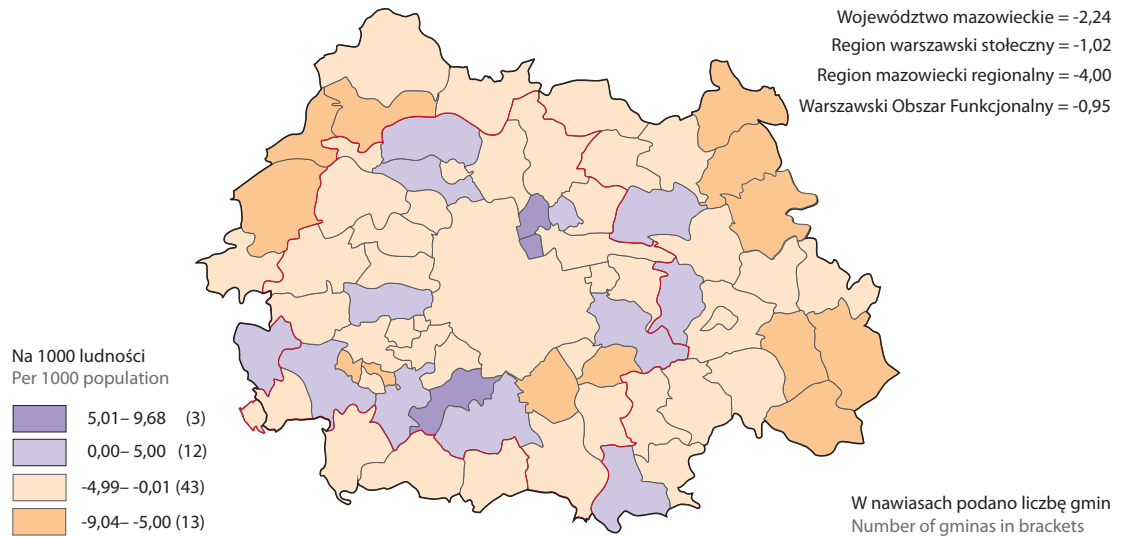 Województwo mazowieckie = -2,24
Region warszawski stołeczny = -1,02
Region mazowiecki regionalny = -4,00
Warszawski Obszar Funkcjonalny = -0,95
Na 1000 ludności
Per 1000 population
5,01– 9,68 (3)
0,00– 5,00 (12)
-4,99– -0,01 (43)
-9,04– -5,00 (13)
W nawiasach podano liczbę gmin
Number of gminas in brackets